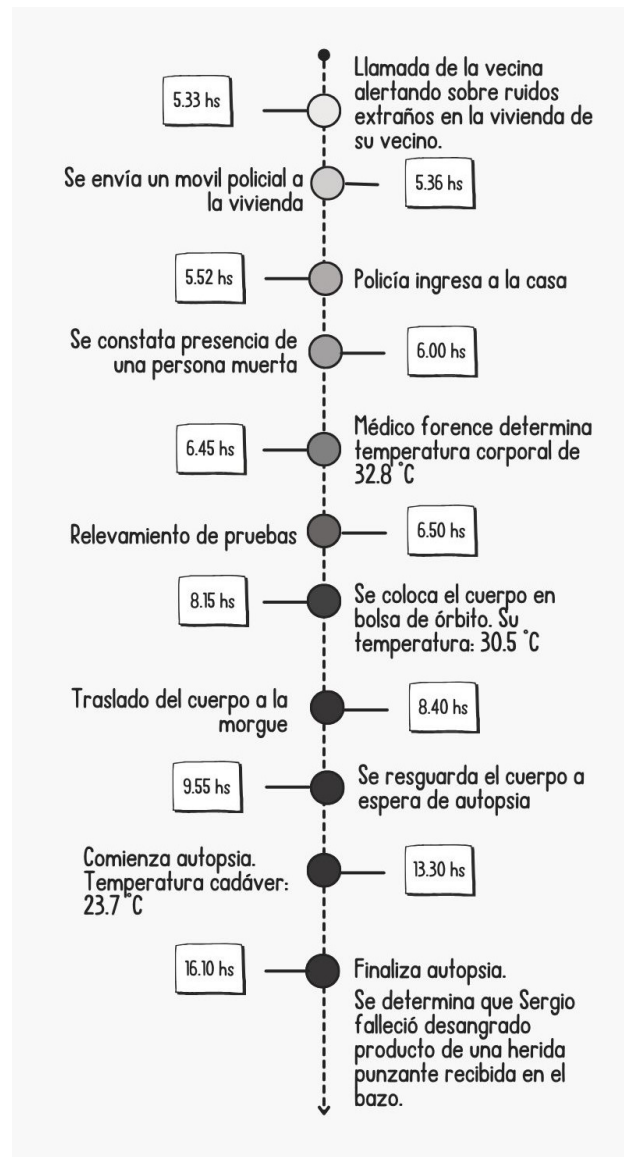 5.33 hs
Llamada de la vecina
alertando sobre ruidos
extraños en la vivienda de
su vecino.
Se envía un movil policial a
la vivienda
5.36 hs
5.52 hs
Policía ingresa a la casa
Se constata presencia de
una persona muerta
6.00 hs
6.45 hs
Médico forence determina
temperatura corporal de
32.8 °C
Relevamiento de pruebas
6.50 hs
8.15 hs
Se coloca el cuerpo en
bolsa de órbito. Su
temperatura: 30.5 °C
Traslado del cuerpo a la
morgue
8.40 hs
9.55 hs
Se resguarda el cuerpo a
espera de autopsia
Comienza autopsia.
Temperatura cadáver:
23.7 °C
13.30 hs
16.10 hs
Finaliza autopsia.
Se determina que Sergio
falleció desangrado
producto de una herida
punzante recibida en el
bazo.